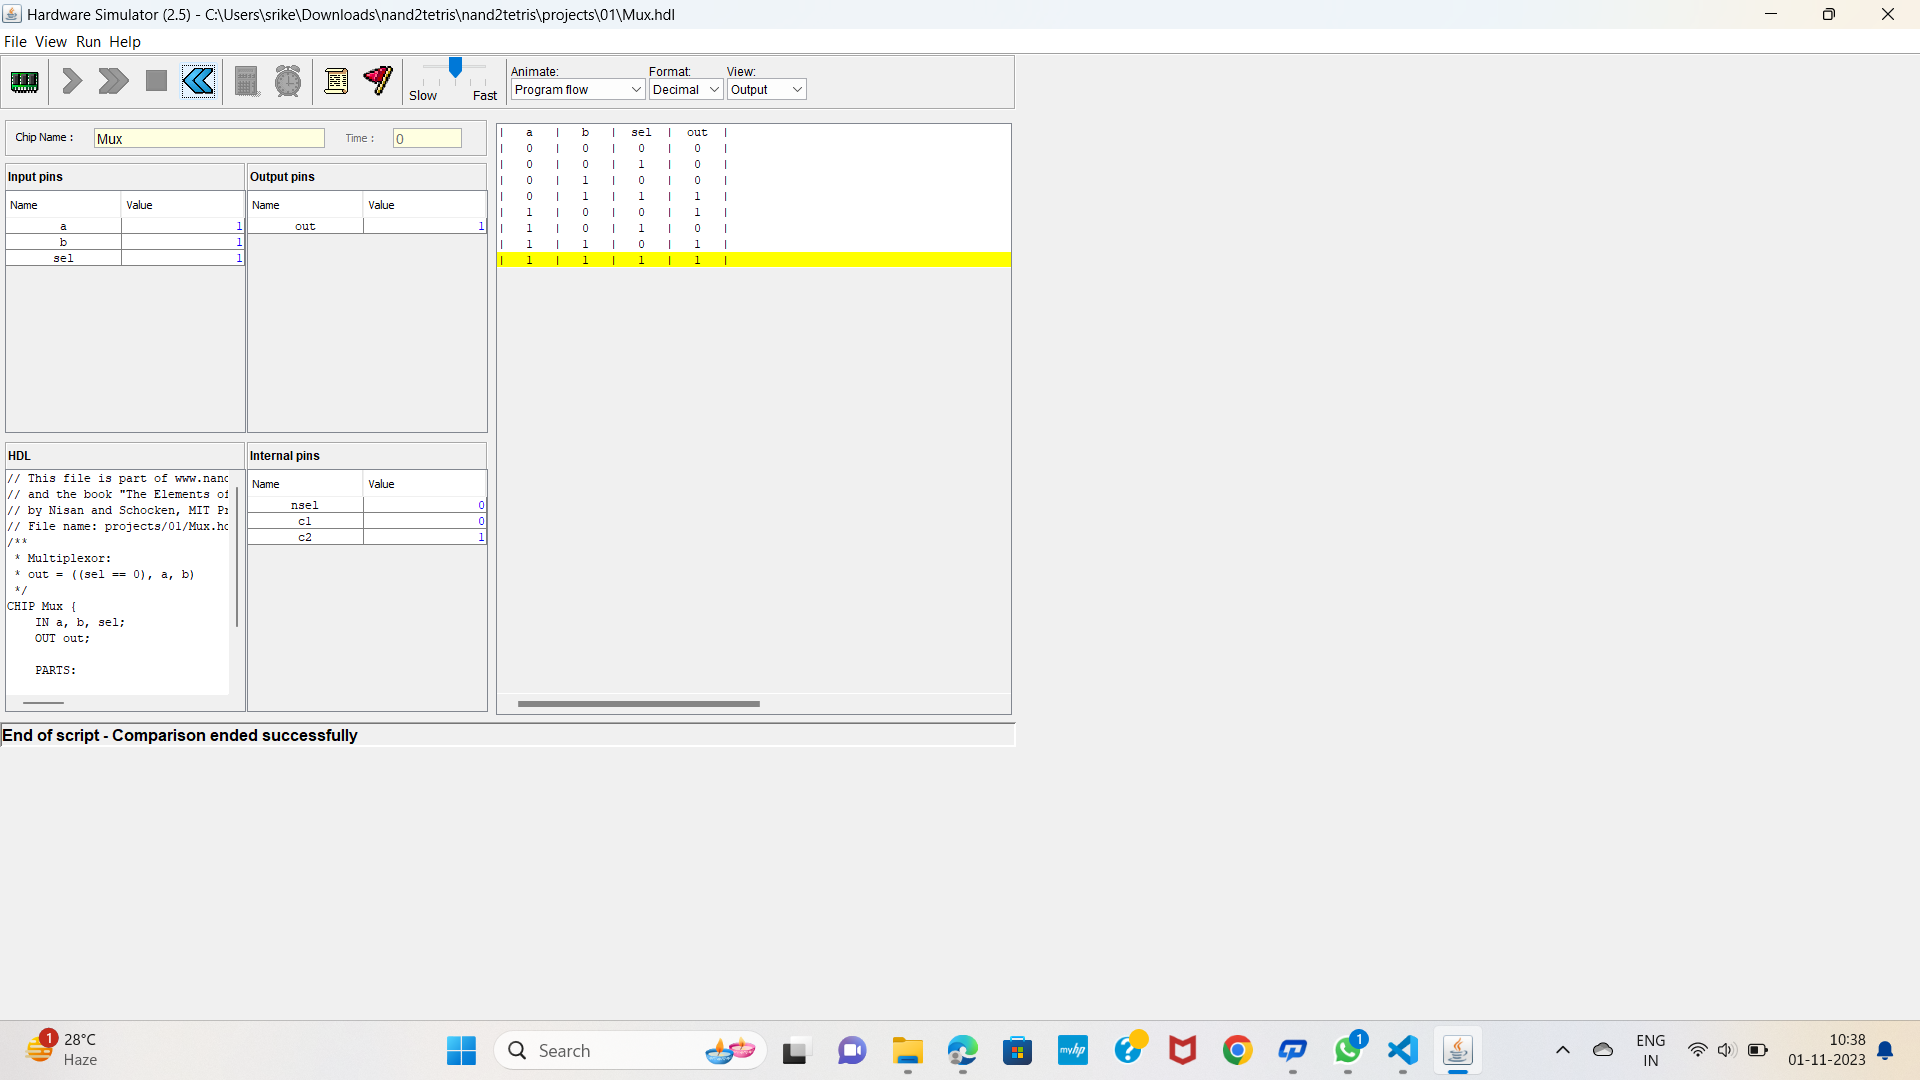 Hardware Simulator (2.5) - C:\Users\srike\Downloads\nand2tetris\nand2tetris\projects\01\Mux.hdl
File View Run Help
Slow Fast
Animate: Format: View:
Program flow Decimal Output
Chip Name : Mux Time : 0
Input pins
Name Value
a 1
b 1
sel 1
Output pins
Name Value
out 1
| a | b | sel | out |
| 0 | 0 | 0 | 0 |
| 0 | 0 | 1 | 0 |
| 0 | 1 | 0 | 0 |
| 0 | 1 | 1 | 1 |
| 1 | 0 | 0 | 1 |
| 1 | 0 | 1 | 0 |
| 1 | 1 | 0 | 1 |
| 1 | 1 | 1 | 1 |
HDL
// This file is part of www.nand
// and the book "The Elements of
// by Nisan and Schocken, MIT Pr
// File name: projects/01/Mux.hd
/**
* Multiplexor:
* out = ((sel == 0), a, b)
*/
CHIP Mux {
IN a, b, sel;
OUT out;
PARTS:
Internal pins
Name Value
nsel 0
c1 0
c2 1
End of script - Comparison ended successfully
1
28°C
Haze
Search
myhp
1
ENG
IN
10:38
01-11-2023